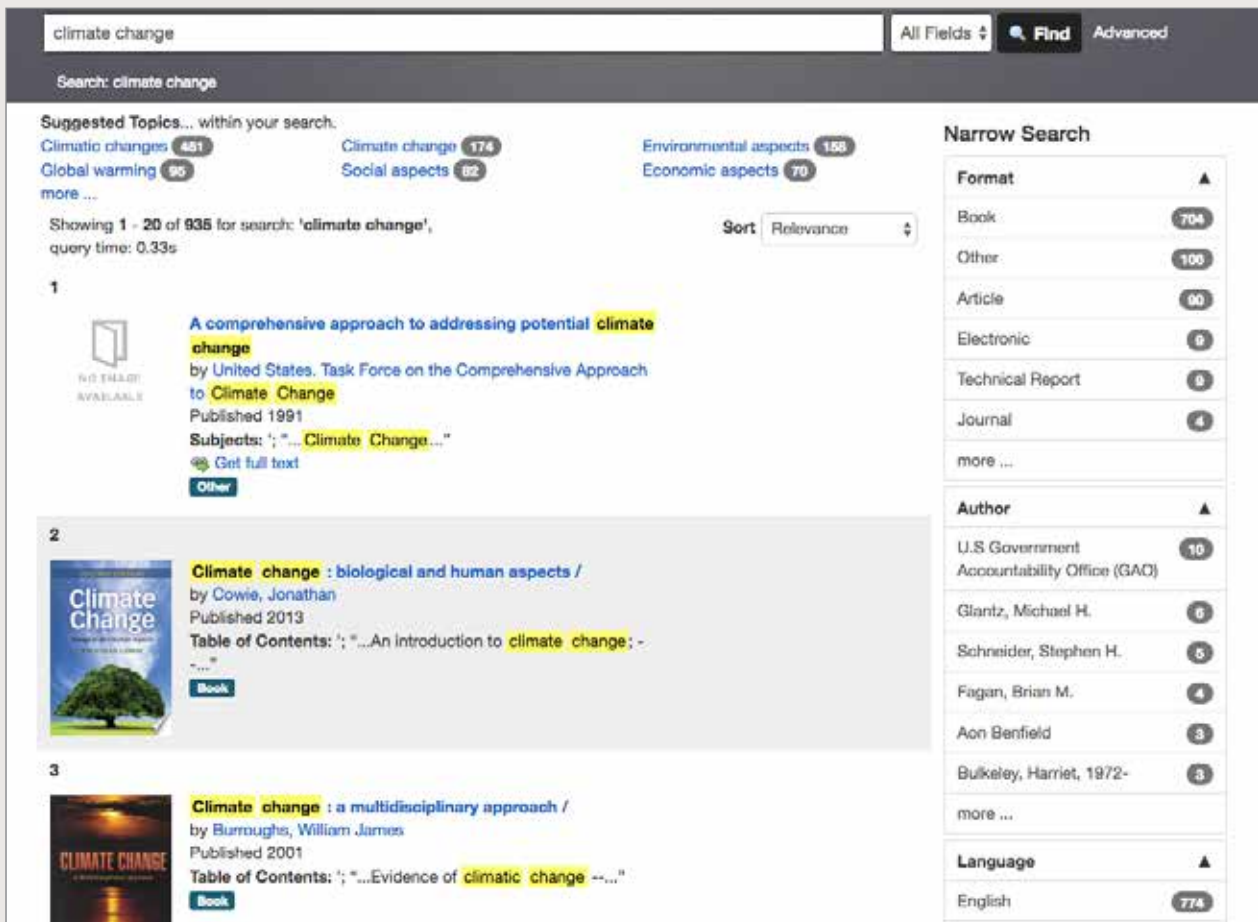 climate change
All Fields
Find
Advanced
Search: climate change
Suggested Topics... within your search.
Climatic changes 481
Climate change 174
Environmental aspects 158
Global warming 95
Social aspects 82
Economic aspects 70
more ...
Showing 1 - 20 of 935 for search: 'climate change',
query time: 0.33s
Sort Relevance
1
NO IMAGE
AVAILABLE
A comprehensive approach to addressing potential climate
change
by United States. Task Force on the Comprehensive Approach
to Climate Change
Published 1991
Subjects: '; "...Climate Change..."
Get full text
Other
2
Climate
Change
Climate change : biological and human aspects /
by Cowie, Jonathan
Published 2013
Table of Contents: '; "...An introduction to climate change; -
-..."
Book
3
CLIMATE CHANGE
Climate change : a multidisciplinary approach /
by Burroughs, William James
Published 2001
Table of Contents: '; "...Evidence of climatic change --..."
Book
Narrow Search
Format
Book 704
Other 106
Article 90
Electronic 9
Technical Report 9
Journal 4
more ...
Author
U.S Government
Accountability Office (GAO) 10
Glantz, Michael H. 6
Schneider, Stephen H. 5
Fagan, Brian M. 4
Aon Benfield 3
Bulkeley, Harriet, 1972- 3
more ...
Language
English 774